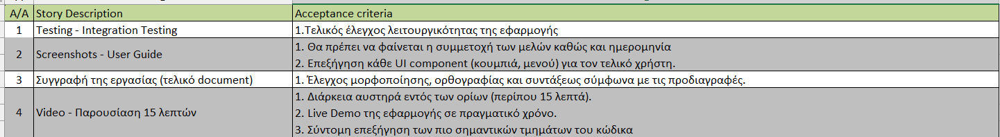 A/A Story Description Acceptance criteria
1 Testing - Integration Testing 1.Τελικός έλεγχος λειτουργικότητας της εφαρμογής
2 Screenshots - User Guide 1. Θα πρέπει να φαίνεται η συμμετοχή των μελών καθώς και ημερομηνία
2. Επεξήγηση κάθε UI component (κουμπιά, μενού) για τον τελικό χρήστη.
3 Συγγραφή της εργασίας (τελικό document) 1. Έλεγχος μορφοποίησης, ορθογραφίας και συντάξεως σύμφωνα με τις προδιαγραφές.
4 Video - Παρουσίαση 15 λεπτών 1. Διάρκεια αυστηρά εντός των ορίων (περίπου 15 λεπτά).
2. Live Demo της εφαρμογής σε πραγματικό χρόνο.
3. Σύντομη επεξήγηση των πιο σημαντικών τμημάτων του κώδικα